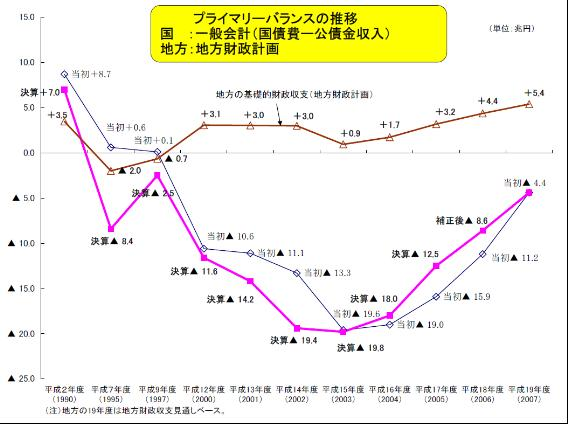 プライマリーバランスの推移
国　：一般会計（国債費－公債金収入）
地方：地方財政計画
（単位：兆円）
15.0
10.0
5.0
0.0
▲ 5.0
▲ 10.0
▲ 15.0
▲ 20.0
▲ 25.0
当初＋8.7
決算＋7.0
＋3.5
当初＋0.6
当初＋0.1
▲ 2.0
▲ 0.7
決算▲ 8.4
決算▲ 2.5
地方の基礎的財政収支（地方財政計画）
＋3.1
＋3.0
＋3.0
＋0.9
＋1.7
＋3.2
＋4.4
＋5.4
当初▲ 10.6
当初▲ 11.1
当初▲ 13.3
当初▲ 19.6
当初▲ 19.0
当初▲ 15.9
当初▲ 11.2
当初▲ 4.4
決算▲ 11.6
決算▲ 14.2
決算▲ 19.4
決算▲ 19.8
決算▲ 18.0
決算▲ 12.5
補正後▲ 8.6
平成2年度
（1990）
平成7年度
（1995）
平成9年度
（1997）
平成12年度
（2000）
平成13年度
（2001）
平成14年度
（2002）
平成15年度
（2003）
平成16年度
（2004）
平成17年度
（2005）
平成18年度
（2006）
平成19年度
（2007）
（注）地方の19年度は地方財政収支見通しベース。